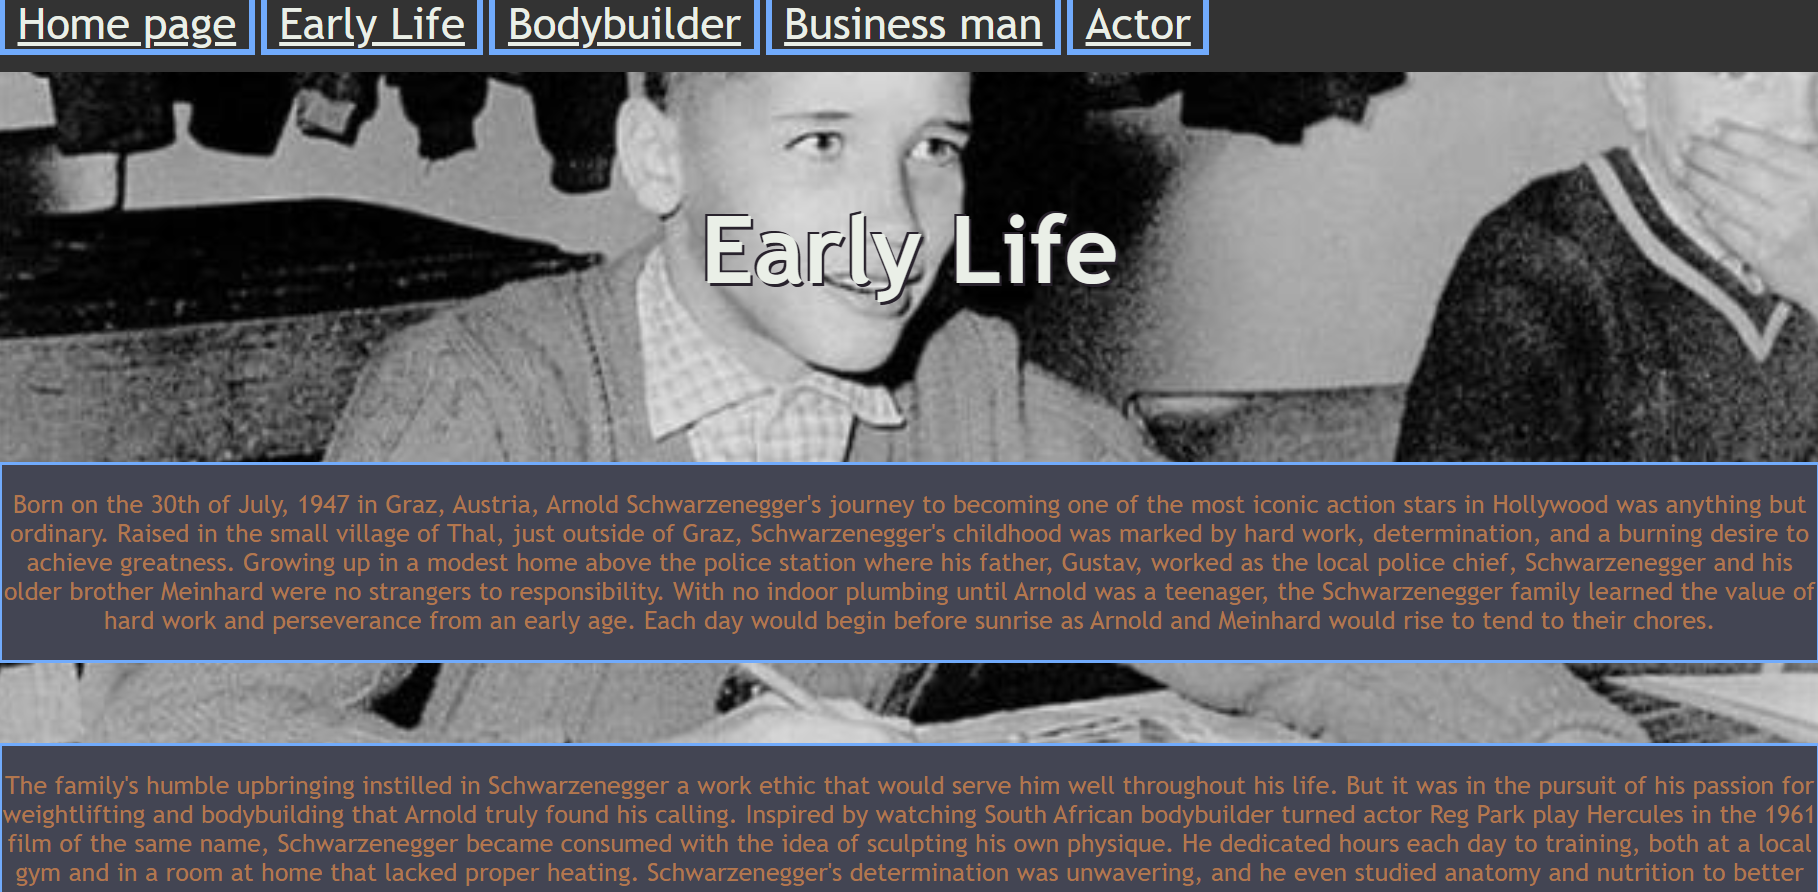 Home page Early Life Bodybuilder Business man Actor
Early Life
Born on the 30th of July, 1947 in Graz, Austria, Arnold Schwarzenegger's journey to becoming one of the most iconic action stars in Hollywood was anything but
ordinary. Raised in the small village of Thal, just outside of Graz, Schwarzenegger's childhood was marked by hard work, determination, and a burning desire to
achieve greatness. Growing up in a modest home above the police station where his father, Gustav, worked as the local police chief, Schwarzenegger and his
older brother Meinhard were no strangers to responsibility. With no indoor plumbing until Arnold was a teenager, the Schwarzenegger family learned the value of
hard work and perseverance from an early age. Each day would begin before sunrise as Arnold and Meinhard would rise to tend to their chores.
The family's humble upbringing instilled in Schwarzenegger a work ethic that would serve him well throughout his life. But it was in the pursuit of his passion for
weightlifting and bodybuilding that Arnold truly found his calling. Inspired by watching South African bodybuilder turned actor Reg Park play Hercules in the 1961
film of the same name, Schwarzenegger became consumed with the idea of sculpting his own physique. He dedicated hours each day to training, both at a local
gym and in a room at home that lacked proper heating. Schwarzenegger's determination was unwavering, and he even studied anatomy and nutrition to better